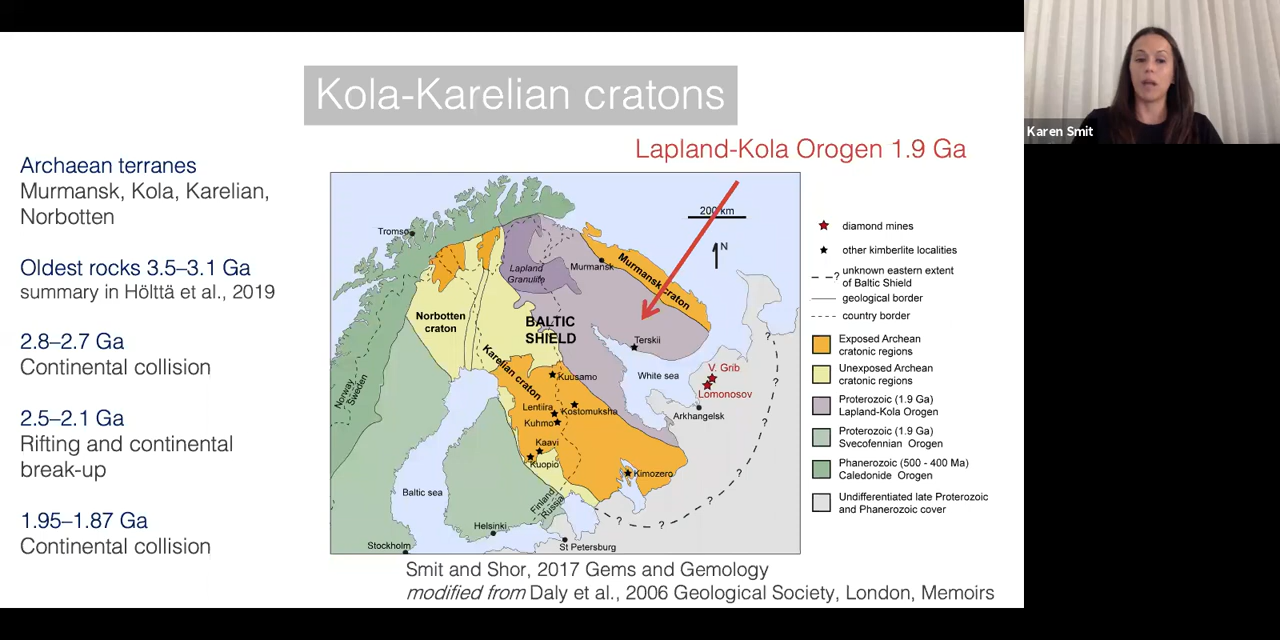 Kola-Karelian cratons
Karen Smit
Lapland-Kola Orogen 1.9 Ga
Archaean terranes
Murmansk, Kola, Karelian,
Norbotten
Oldest rocks 3.5–3.1 Ga
summary in Hölttä et al., 2019
2.8–2.7 Ga
Continental collision
2.5–2.1 Ga
Rifting and continental
break-up
1.95–1.87 Ga
Continental collision
200 km
N
Tromsø
Murmansk
Murmansk craton
Lapland
Granulite
Norbotten
craton
BALTIC
SHIELD
Terskii
White sea
V. Grib
Lomonosov
Arkhangelsk
Karelian craton
Kuusamo
Lentiira
Kostomuksha
Kuhmo
Kaavi
Kuopio
Kimozero
Norway
Sweden
Baltic sea
Finland
Russia
Helsinki
Stockholm
St Petersburg
?
?
?
?
?
?
?
diamond mines
other kimberlite localities
? unknown eastern extent
of Baltic Shield
geological border
country border
Exposed Archean
cratonic regions
Unexposed Archean
cratonic regions
Proterozoic (1.9 Ga)
Lapland-Kola Orogen
Proterozoic (1.9 Ga)
Svecofennian Orogen
Phanerozoic (500 - 400 Ma)
Caledonide Orogen
Undifferentiated late Proterozoic
and Phanerozoic cover
Smit and Shor, 2017 Gems and Gemology
modified from Daly et al., 2006 Geological Society, London, Memoirs